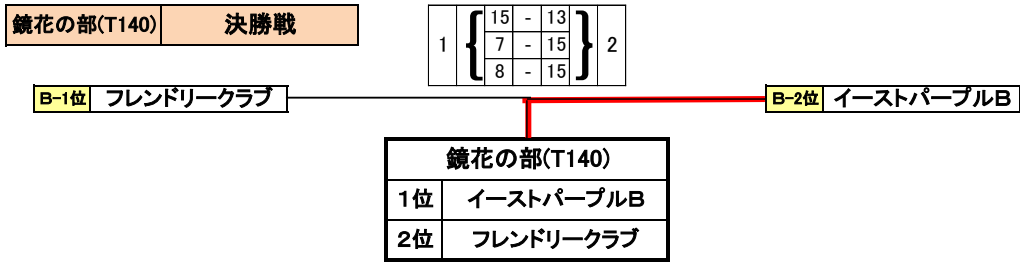 鏡花の部(T140) 決勝戦
15 - 13
1 { 7 - 15 } 2
8 - 15
B-1位 フレンドリークラブ B-2位 イーストパープルB
鏡花の部(T140)
1位 イーストパープルB
2位 フレンドリークラブ